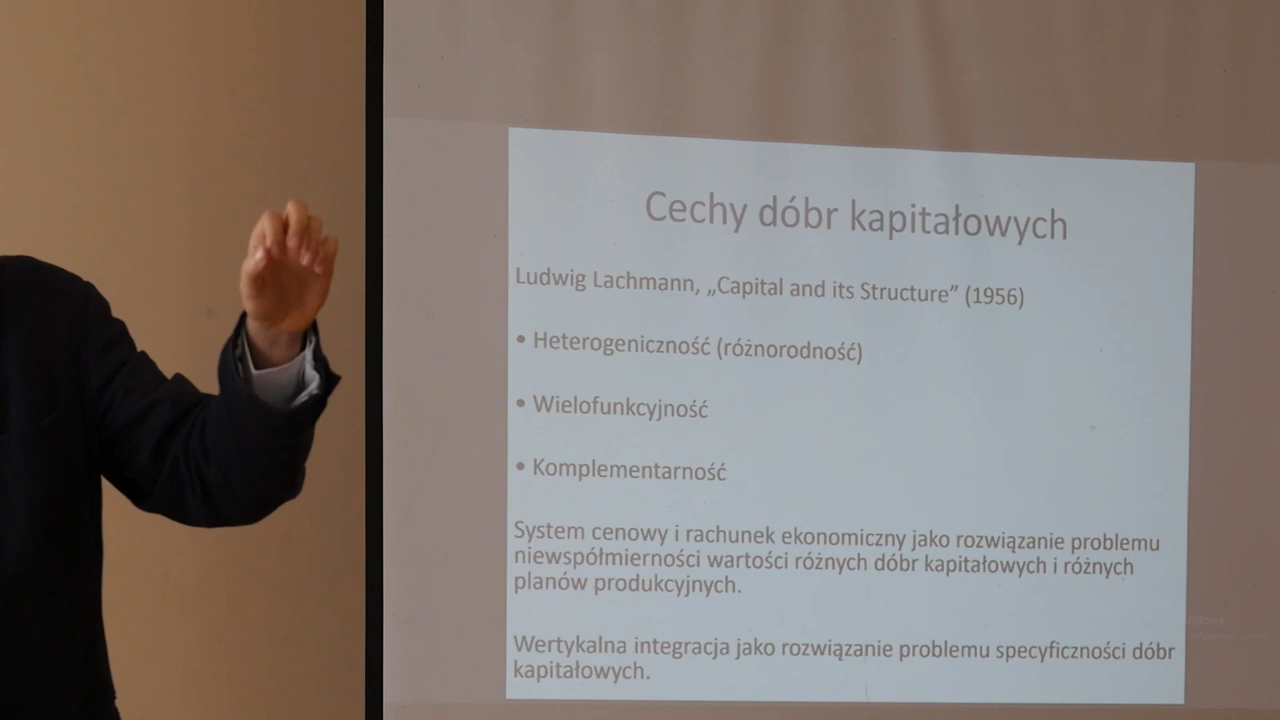 Cechy dóbr kapitałowych
Ludwig Lachmann, „Capital and its Structure” (1956)
• Heterogeniczność (różnorodność)
• Wielofunkcyjność
• Komplementarność
System cenowy i rachunek ekonomiczny jako rozwiązanie problemu
niewspółmierności wartości różnych dóbr kapitałowych i różnych
planów produkcyjnych.
Wertykalna integracja jako rozwiązanie problemu specyficzności dóbr
kapitałowych.